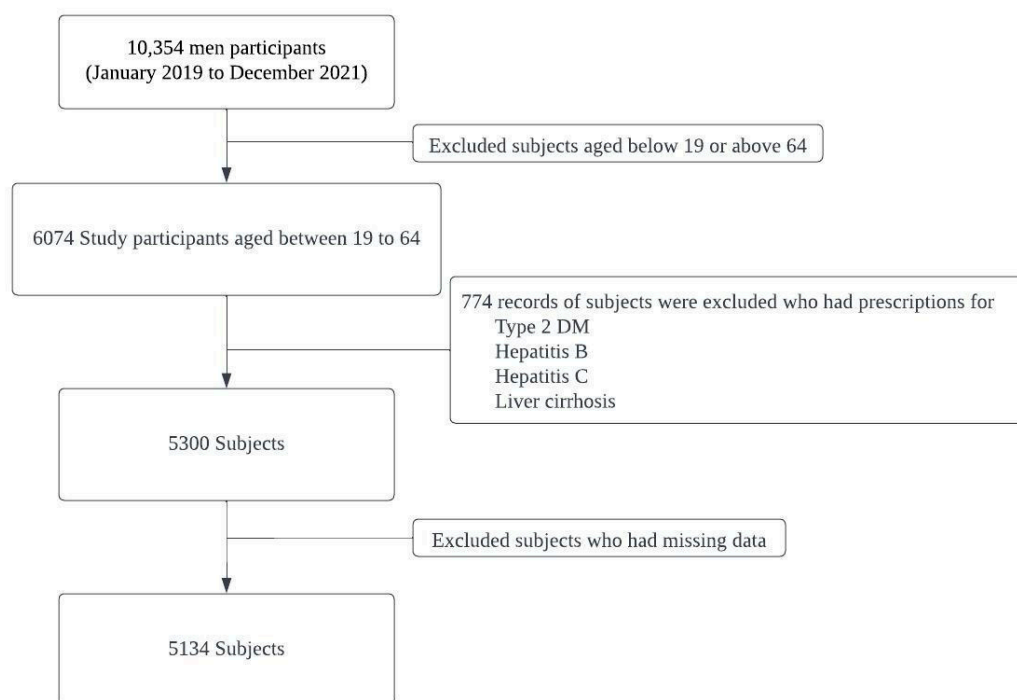 10,354 men participants
(January 2019 to December 2021)
Excluded subjects aged below 19 or above 64
6074 Study participants aged between 19 to 64
774 records of subjects were excluded who had prescriptions for
Type 2 DM
Hepatitis B
Hepatitis C
Liver cirrhosis
5300 Subjects
Excluded subjects who had missing data
5134 Subjects